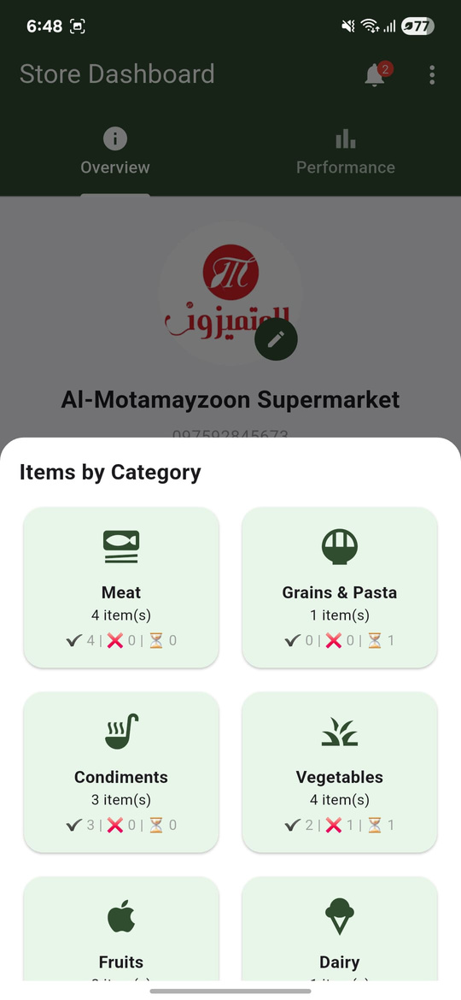 6:48
77
Store Dashboard
2
Overview
Performance
Al-Motamayzoon Supermarket
097592845673
Items by Category
Meat
4 item(s)
✔ 4 | ❌ 0 | ⏳ 0
Grains & Pasta
1 item(s)
✔ 0 | ❌ 0 | ⏳ 1
Condiments
3 item(s)
✔ 3 | ❌ 0 | ⏳ 0
Vegetables
4 item(s)
✔ 2 | ❌ 1 | ⏳ 1
Fruits
Dairy